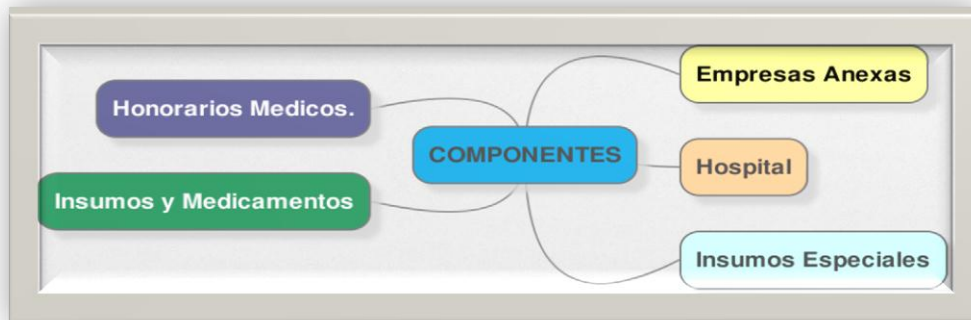 Honorarios Medicos.
Insumos y Medicamentos
COMPONENTES
Empresas Anexas
Hospital
Insumos Especiales